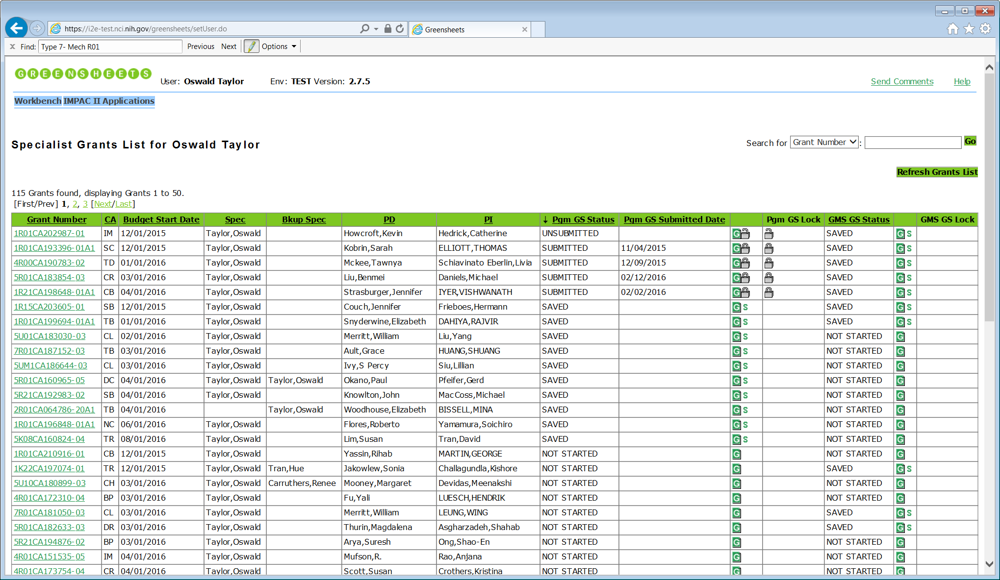 https://i2e-test.nci.nih.gov/greensheets/setUser.do Greensheets
x Find: Type 7- Mech R01 Previous Next Options
GREENSHEETS User: Oswald Taylor Env: TEST Version: 2.7.5 Send Comments Help
Workbench IMPAC II Applications
Specialist Grants List for Oswald Taylor Search for Grant Number : Go
Refresh Grants List
115 Grants found, displaying Grants 1 to 50.
[First/Prev] 1, 2, 3 [Next/Last]
Grant Number CA Budget Start Date Spec Bkup Spec PD PI ↓ Pgm GS Status Pgm GS Submitted Date Pgm GS Lock GMS GS Status GMS GS Lock
1R01CA202987-01 IM 12/01/2015 Taylor,Oswald Howcroft,Kevin Hedrick,Catherine UNSUBMITTED G SAVED G S
1R01CA193396-01A1 SC 12/01/2015 Taylor,Oswald Kobrin,Sarah ELLIOTT,THOMAS SUBMITTED 11/04/2015 G SAVED G S
4R00CA190783-02 TD 01/01/2016 Taylor,Oswald Mckee,Tawnya Schiavinato Eberlin,Livia SUBMITTED 12/09/2015 G SAVED G S
5R01CA183854-03 CR 03/01/2016 Taylor,Oswald Liu,Benmei Daniels,Michael SUBMITTED 02/12/2016 G SAVED G S
1R21CA198648-01A1 CB 04/01/2016 Taylor,Oswald Strasburger,Jennifer IYER,VISHWANATH SUBMITTED 02/02/2016 G SAVED G S
1R15CA203605-01 SB 12/01/2015 Taylor,Oswald Couch,Jennifer Frieboes,Hermann SAVED G S SAVED G S
1R01CA199694-01A1 TB 01/01/2016 Taylor,Oswald Snyderwine,Elizabeth DAHIYA,RAJVIR SAVED G S SAVED G S
5U01CA183030-03 CL 02/01/2016 Taylor,Oswald Merritt,William Liu,Yang SAVED G S NOT STARTED G
7R01CA187152-03 TB 03/01/2016 Taylor,Oswald Ault,Grace HUANG,SHUANG SAVED G S NOT STARTED G
5UM1CA186644-03 CL 03/01/2016 Taylor,Oswald Ivy,S Percy Siu,Lillian SAVED G S NOT STARTED G
5R01CA160965-05 DC 04/01/2016 Taylor,Oswald Taylor,Oswald Okano,Paul Pfeifer,Gerd SAVED G S NOT STARTED G
5R21CA192983-02 SB 04/01/2016 Taylor,Oswald Knowlton,John MacCoss,Michael SAVED G S NOT STARTED G
2R01CA064786-20A1 TB 04/01/2016 Taylor,Oswald Woodhouse,Elizabeth BISSELL,MINA SAVED G S NOT STARTED G
1R01CA196848-01A1 NC 06/01/2016 Taylor,Oswald Flores,Roberto Yamamura,Soichiro SAVED G S NOT STARTED G
5K08CA160824-04 TR 08/01/2016 Taylor,Oswald Lim,Susan Tran,David SAVED G S NOT STARTED G
1R01CA210916-01 CB 12/01/2015 Taylor,Oswald Yassin,Rihab MARTIN,GEORGE NOT STARTED G NOT STARTED G
1K22CA197074-01 TR 12/01/2015 Taylor,Oswald Tran,Hue Jakowlew,Sonia Challagundla,Kishore NOT STARTED G SAVED G S
5U10CA180899-03 CH 03/01/2016 Taylor,Oswald Carruthers,Renee Mooney,Margaret Devidas,Meenakshi NOT STARTED G NOT STARTED G
4R01CA172310-04 BP 03/01/2016 Taylor,Oswald Fu,Yali LUESCH,HENDRIK NOT STARTED G NOT STARTED G
7R01CA181050-03 CL 03/01/2016 Taylor,Oswald Merritt,William LEUNG,WING NOT STARTED G SAVED G S
5R01CA182633-03 DR 03/01/2016 Taylor,Oswald Thurin,Magdalena Asgharzadeh,Shahab NOT STARTED G SAVED G S
5R21CA194876-02 BP 03/01/2016 Taylor,Oswald Arya,Suresh Ong,Shao-En NOT STARTED G NOT STARTED G
4R01CA151535-05 IM 04/01/2016 Taylor,Oswald Mufson,R. Rao,Anjana NOT STARTED G NOT STARTED G
4R01CA173754-04 CR 04/01/2016 Taylor,Oswald Scott,Susan Crothers,Kristina NOT STARTED G NOT STARTED G